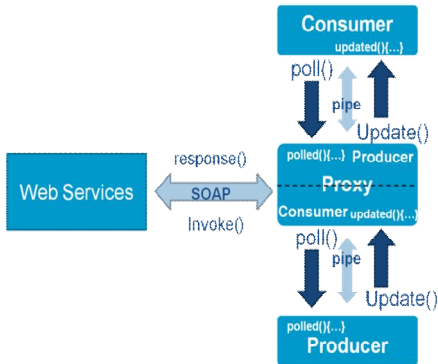 Consumer
updated(){...}
poll()
pipe
Update()
response()
polled(){...} Producer
Web Services
SOAP
Proxy
Invoke()
Consumer updated(){...}
poll()
pipe
Update()
polled(){...}
Producer